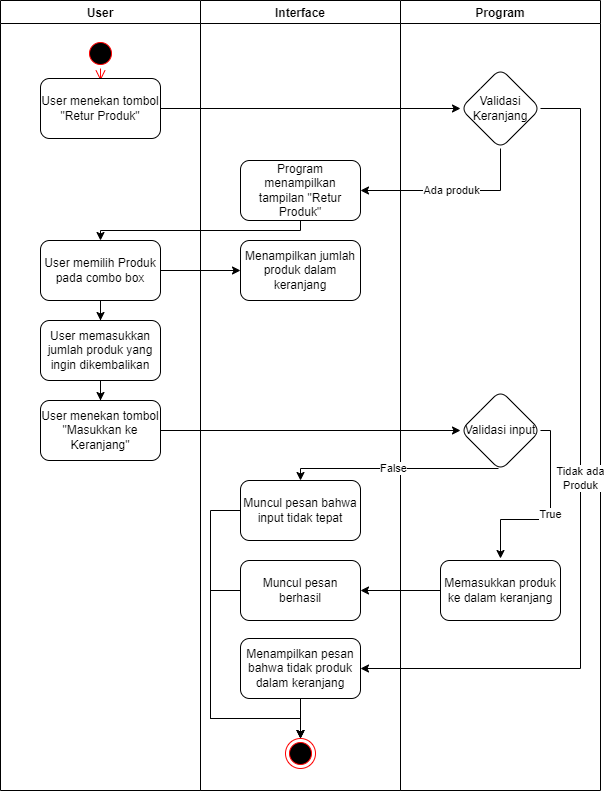 User
Interface
Program
User menekan tombol
"Retur Produk"
Validasi
Keranjang
Program
menampilkan
tampilan "Retur
Produk"
Ada produk
User memilih Produk
pada combo box
Menampilkan jumlah
produk dalam
keranjang
User memasukkan
jumlah produk yang
ingin dikembalikan
User menekan tombol
"Masukkan ke
Keranjang"
Validasi input
False
Tidak ada
Produk
Muncul pesan bahwa
input tidak tepat
True
Muncul pesan
berhasil
Memasukkan produk
ke dalam keranjang
Menampilkan pesan
bahwa tidak produk
dalam keranjang